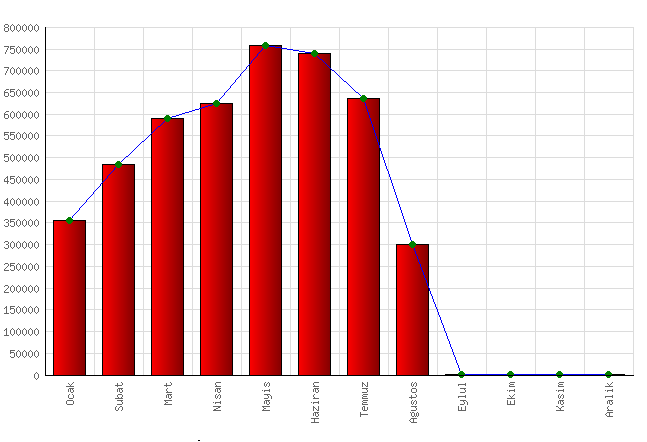 800000
750000
700000
650000
600000
550000
500000
450000
400000
350000
300000
250000
200000
150000
100000
50000
0
Ocak
Subat
Mart
Nisan
Mayis
Haziran
Temmuz
Agustos
Eylul
Ekim
Kasim
Aralik